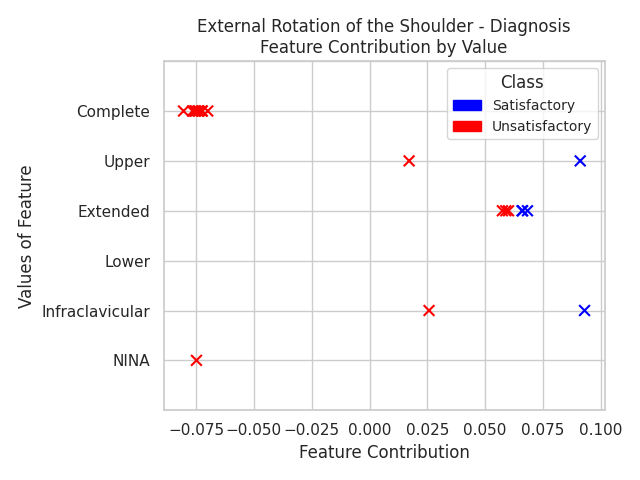 External Rotation of the Shoulder - Diagnosis
Feature Contribution by Value
Class
Satisfactory
Unsatisfactory
Values of Feature
Complete
Upper
Extended
Lower
Infraclavicular
NINA
−0.075 −0.050 −0.025 0.000 0.025 0.050 0.075 0.100
Feature Contribution